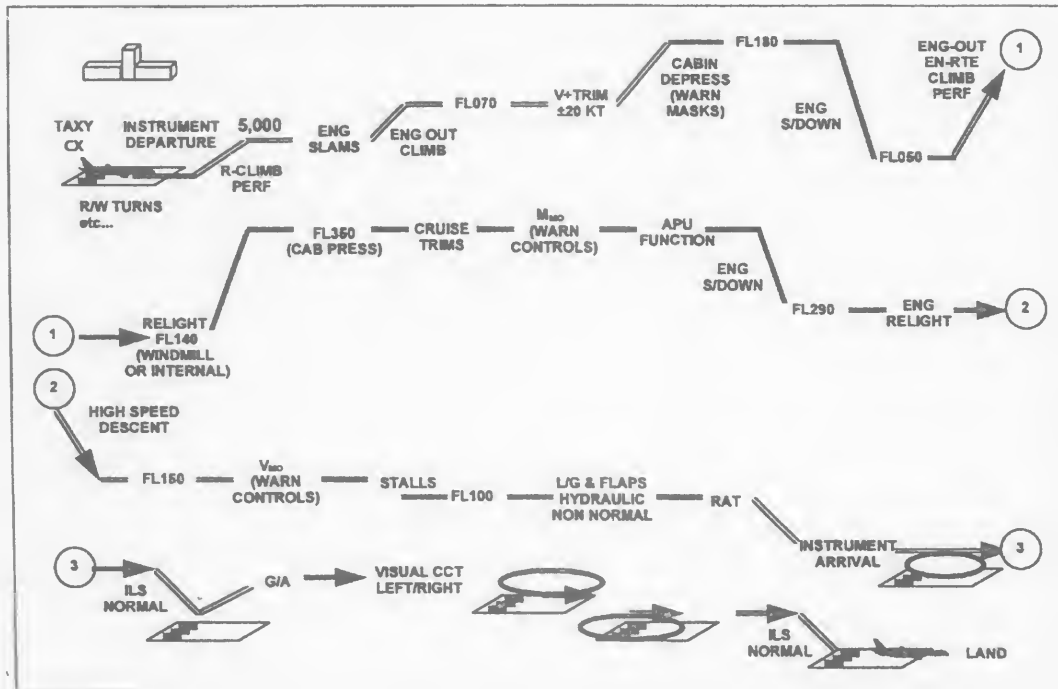 TAXY
CX
INSTRUMENT
DEPARTURE
R/W TURNS
etc...
5,000
R-CLIMB
PERF
ENG
SLAMS
ENG OUT
CLIMB
FL070
V+TRIM
±20 KT
FL180
CABIN
DEPRESS
(WARN
MASKS)
ENG
S/DOWN
FL050
ENG-OUT
EN-RTE
CLIMB
PERF
1
1
RELIGHT
FL140
(WINDMILL
OR INTERNAL)
FL350
(CAB PRESS)
CRUISE
TRIMS
MMO
(WARN
CONTROLS)
APU
FUNCTION
ENG
S/DOWN
FL290
ENG
RELIGHT
2
2
HIGH SPEED
DESCENT
FL150
VMO
(WARN
CONTROLS)
STALLS
FL100
L/G & FLAPS
HYDRAULIC
NON NORMAL
RAT
INSTRUMENT
ARRIVAL
3
3
ILS
NORMAL
G/A
VISUAL CCT
LEFT/RIGHT
ILS
NORMAL
LAND